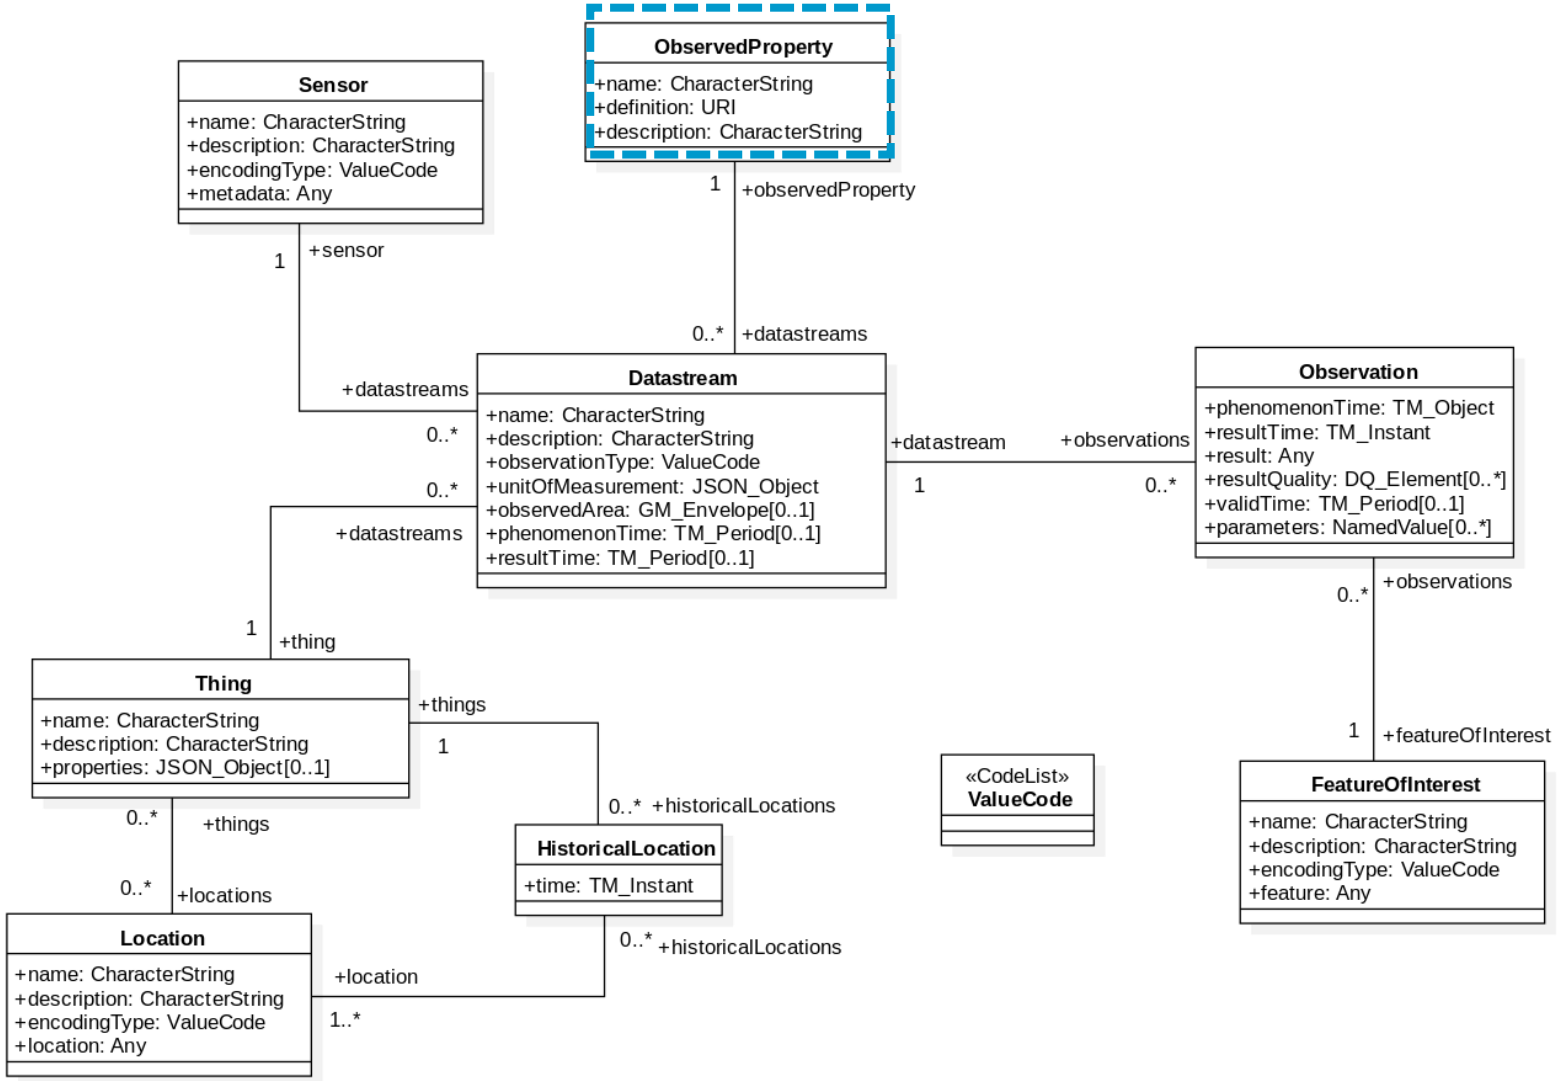 ObservedProperty
+name: CharacterString
+definition: URI
+description: CharacterString
Sensor
+name: CharacterString
+description: CharacterString
+encodingType: ValueCode
+metadata: Any
1
+observedProperty
+sensor
1
0..*
+datastreams
+datastreams
0..*
Datastream
+name: CharacterString
+description: CharacterString
+observationType: ValueCode
+unitOfMeasurement: JSON_Object
+observedArea: GM_Envelope[0..1]
+phenomenonTime: TM_Period[0..1]
+resultTime: TM_Period[0..1]
+datastream
1
+observations
0..*
Observation
+phenomenonTime: TM_Object
+resultTime: TM_Instant
+result: Any
+resultQuality: DQ_Element[0..*]
+validTime: TM_Period[0..1]
+parameters: NamedValue[0..*]
0..*
+datastreams
1
+thing
0..*
+observations
1
+featureOfInterest
Thing
+name: CharacterString
+description: CharacterString
+properties: JSON_Object[0..1]
+things
1
0..*
+historicalLocations
0..*
+things
0..*
+locations
HistoricalLocation
+time: TM_Instant
0..*
+historicalLocations
«CodeList»
ValueCode
FeatureOfInterest
+name: CharacterString
+description: CharacterString
+encodingType: ValueCode
+feature: Any
Location
+name: CharacterString
+description: CharacterString
+encodingType: ValueCode
+location: Any
+location
1..*